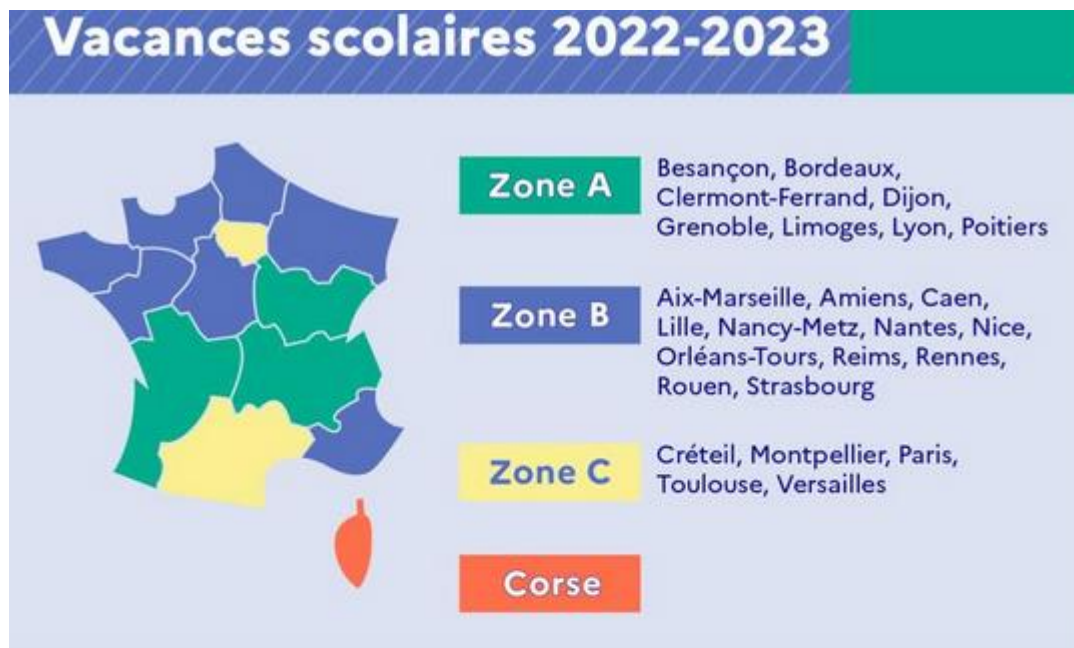 Vacances scolaires 2022-2023
Zone A
Besançon, Bordeaux,
Clermont-Ferrand, Dijon,
Grenoble, Limoges, Lyon, Poitiers
Zone B
Aix-Marseille, Amiens, Caen,
Lille, Nancy-Metz, Nantes, Nice,
Orléans-Tours, Reims, Rennes,
Rouen, Strasbourg
Zone C
Créteil, Montpellier, Paris,
Toulouse, Versailles
Corse